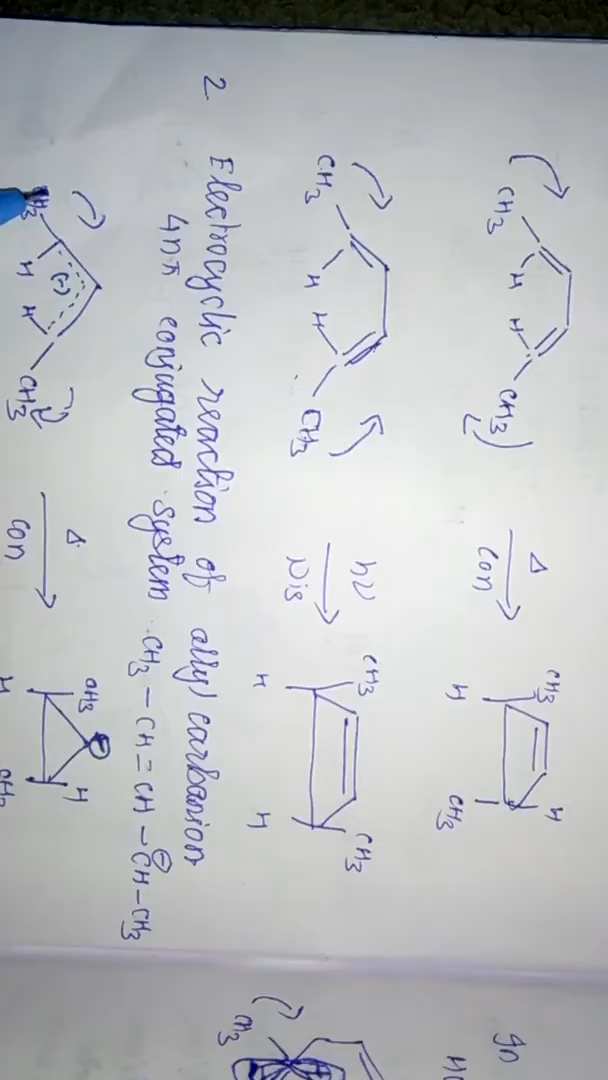 CH3 H H CH3 Δ Con CH3 H H CH3
CH3 H H CH3 hν Dis CH3 H H CH3
2 Electrocyclic reaction of allyl carbanion
4nπ conjugated system CH3 – CH = CH – CH – CH3
⊖
H H (-) CH3 Δ Con CH3 H H CH3
CH3